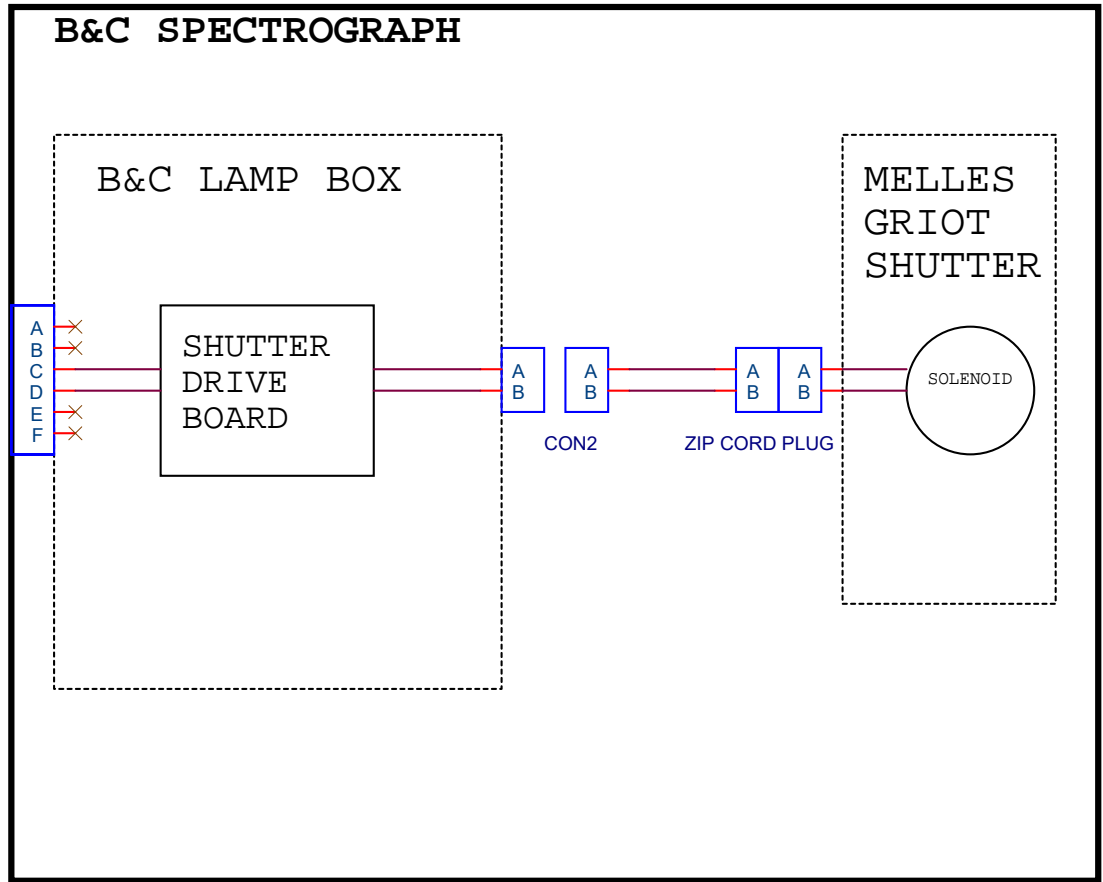 B&C SPECTROGRAPH
B&C LAMP BOX
MELLES
GRIOT
SHUTTER
A
B
C
D
E
F
SHUTTER
DRIVE
BOARD
A
B
A
B
CON2
A
B
A
B
ZIP CORD PLUG
SOLENOID